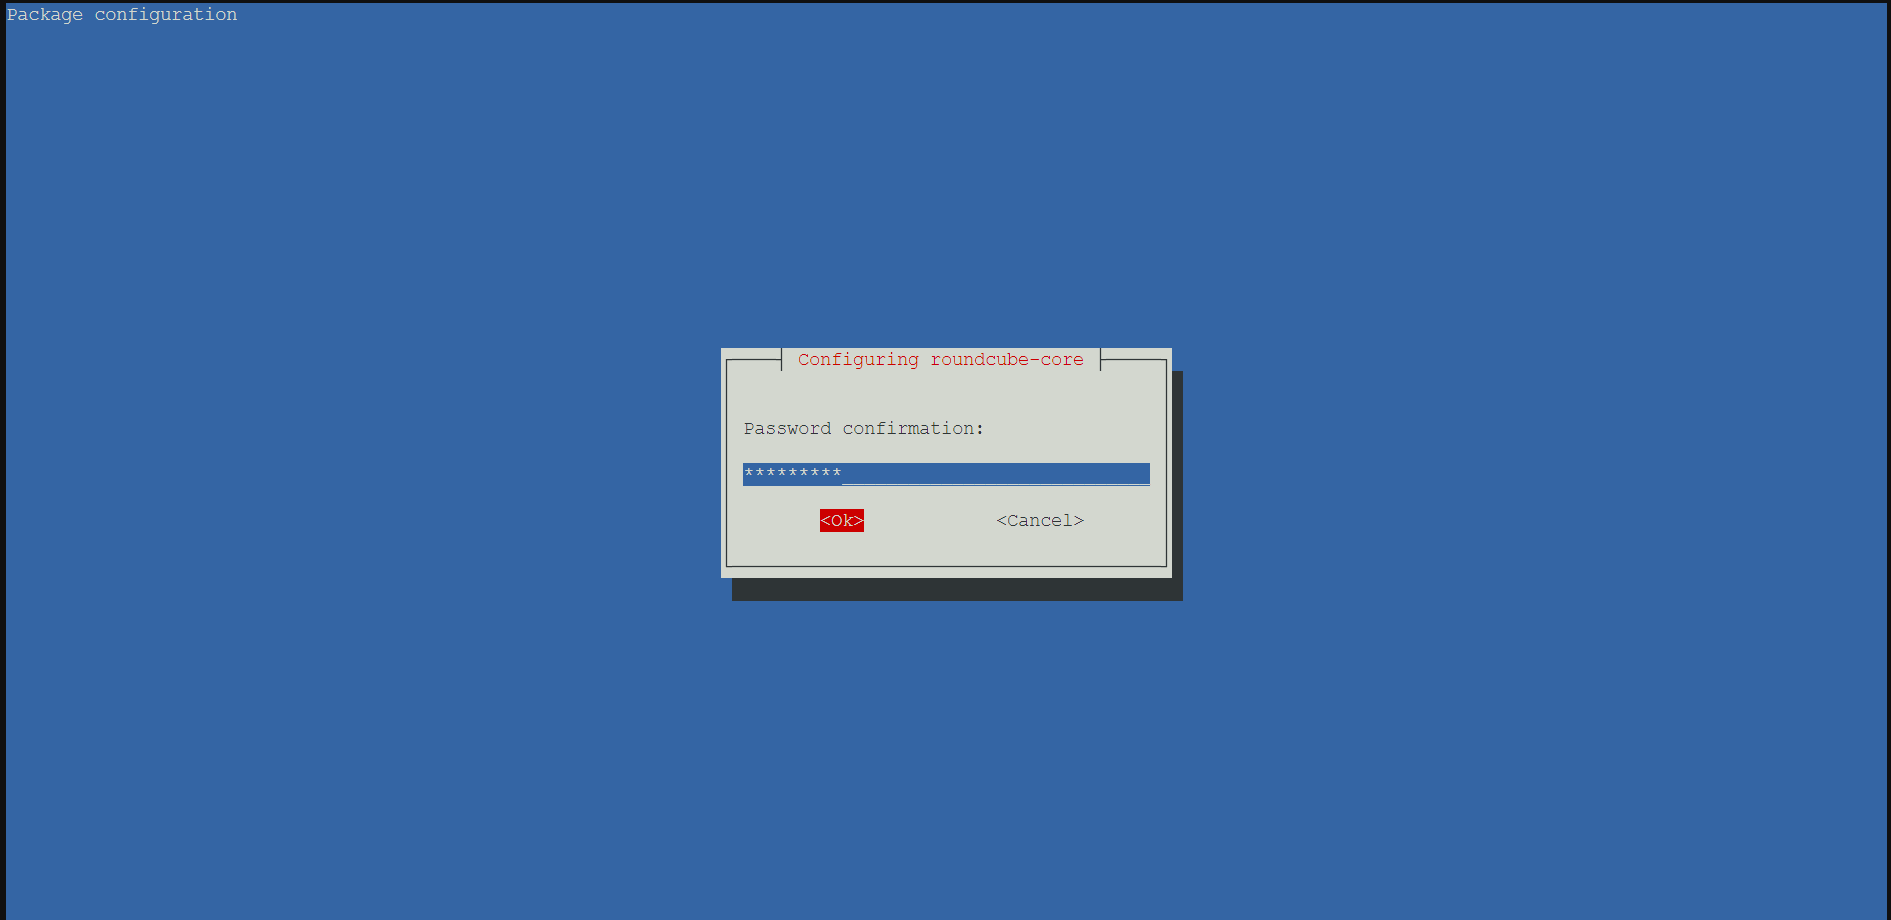 Package configuration
Configuring roundcube-core
Password confirmation:
*********
<Ok> <Cancel>